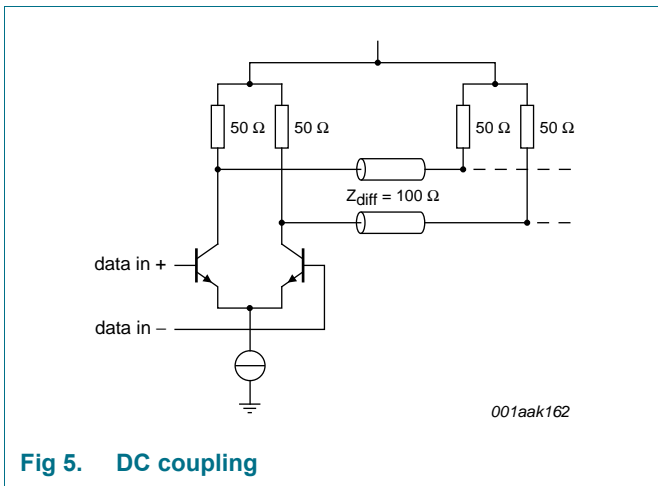 50 Ω 50 Ω 50 Ω 50 Ω
Zdiff = 100 Ω
data in +
data in −
001aak162
Fig 5. DC coupling